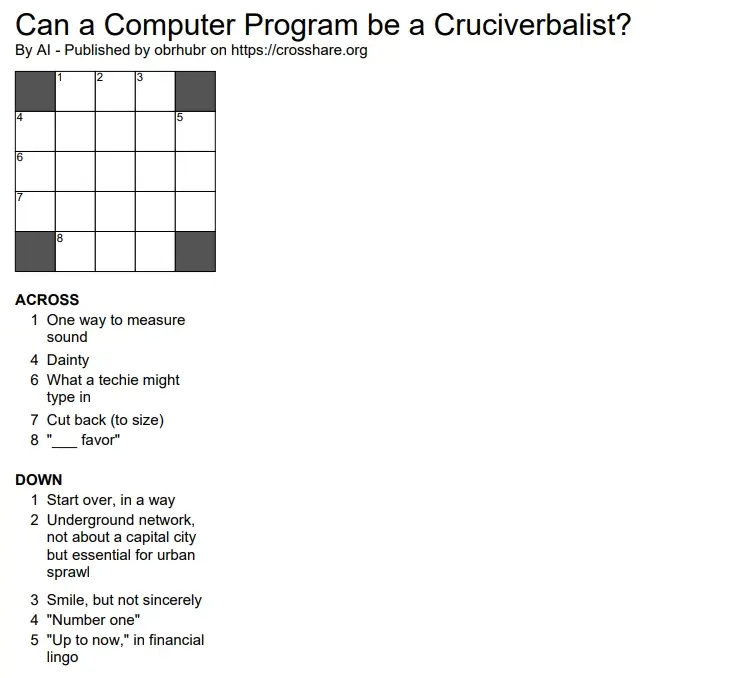 Can a Computer Program be a Cruciverbalist?
By AI - Published by obrhubr on https://crosshare.org
1 2 3
4 5
6
7
8
ACROSS
1 One way to measure
sound
4 Dainty
6 What a techie might
type in
7 Cut back (to size)
8 "___ favor"
DOWN
1 Start over, in a way
2 Underground network,
not about a capital city
but essential for urban
sprawl
3 Smile, but not sincerely
4 "Number one"
5 "Up to now," in financial
lingo